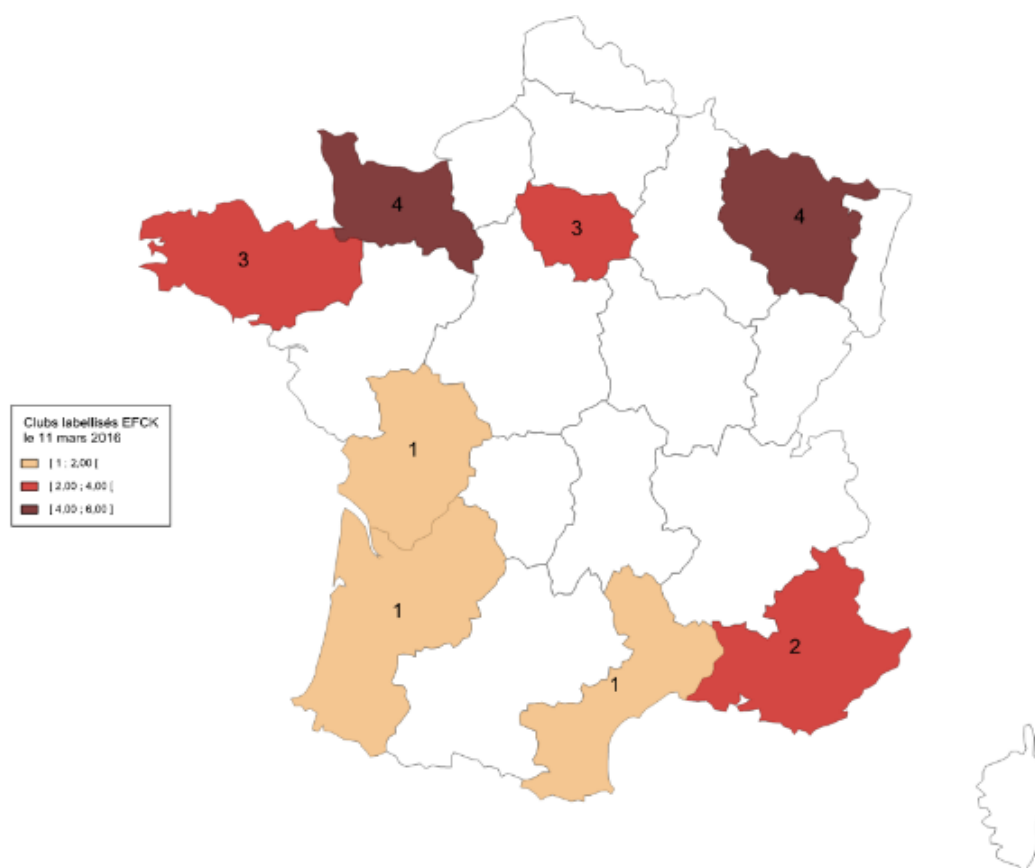 4
4
3
3
Clubs labellisés EFCK
le 11 mars 2016
[ 1 ; 2,00 [
[ 2,00 ; 4,00 [
[ 4,00 ; 6,00 ]
1
1
2
1